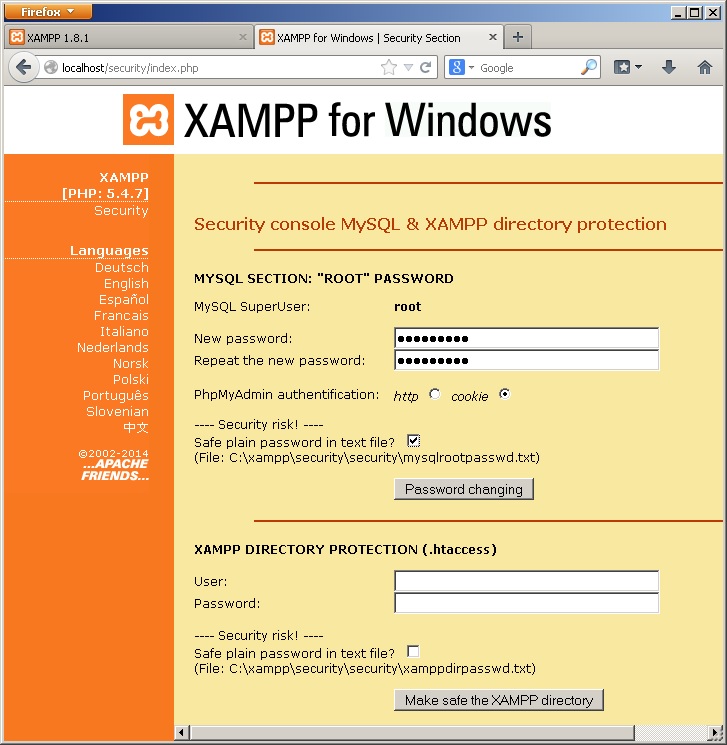 Firefox
XAMPP 1.8.1
XAMPP for Windows | Security Section
localhost/security/index.php
Google
XAMPP for Windows
XAMPP
[PHP: 5.4.7]
Security
Languages
Deutsch
English
Español
Francais
Italiano
Nederlands
Norsk
Polski
Português
Slovenian
中文
©2002-2014
...APACHE
FRIENDS...
Security console MySQL & XAMPP directory protection
MYSQL SECTION: "ROOT" PASSWORD
MySQL SuperUser: root
New password:
Repeat the new password:
PhpMyAdmin authentification: http cookie
---- Security risk! ----
Safe plain password in text file?
(File: C:\xampp\security\security\mysqlrootpasswd.txt)
Password changing
XAMPP DIRECTORY PROTECTION (.htaccess)
User:
Password:
---- Security risk! ----
Safe plain password in text file?
(File: C:\xampp\security\security\xamppdirpasswd.txt)
Make safe the XAMPP directory